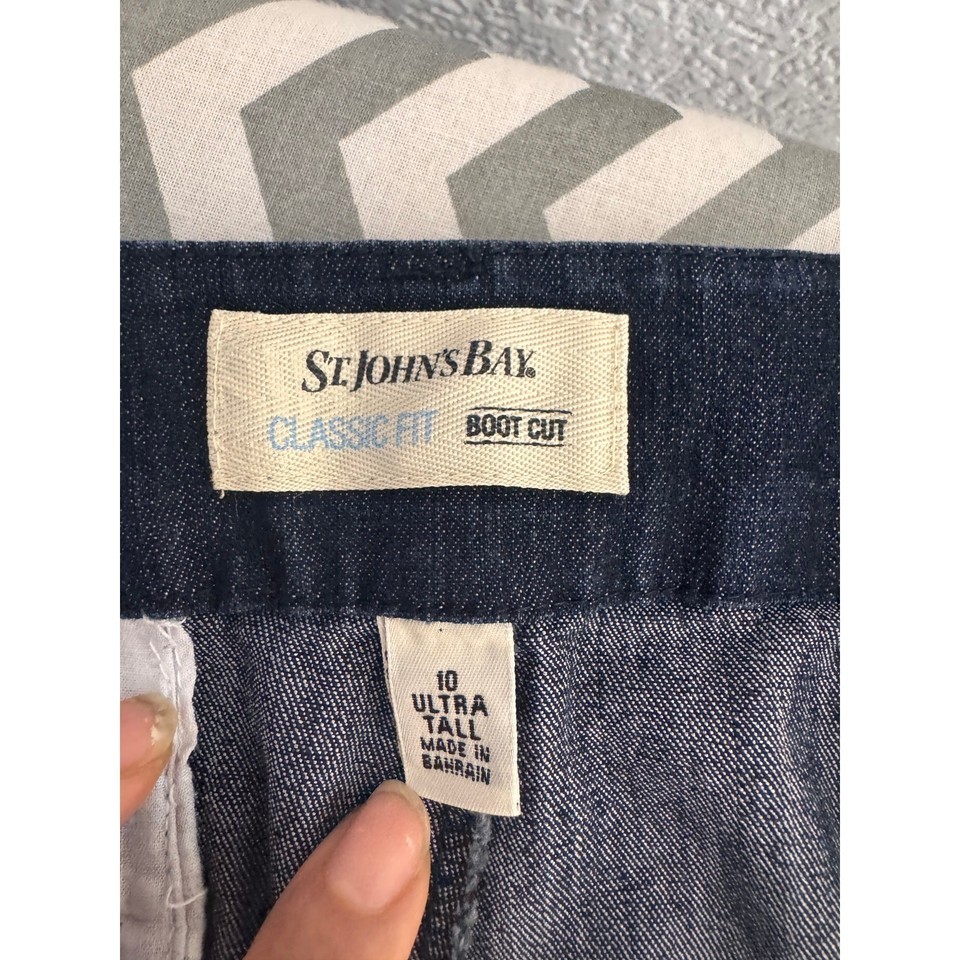 ST. JOHN'S BAY®
CLASSIC FIT BOOT CUT
10
ULTRA
TALL
MADE IN
BAHRAIN